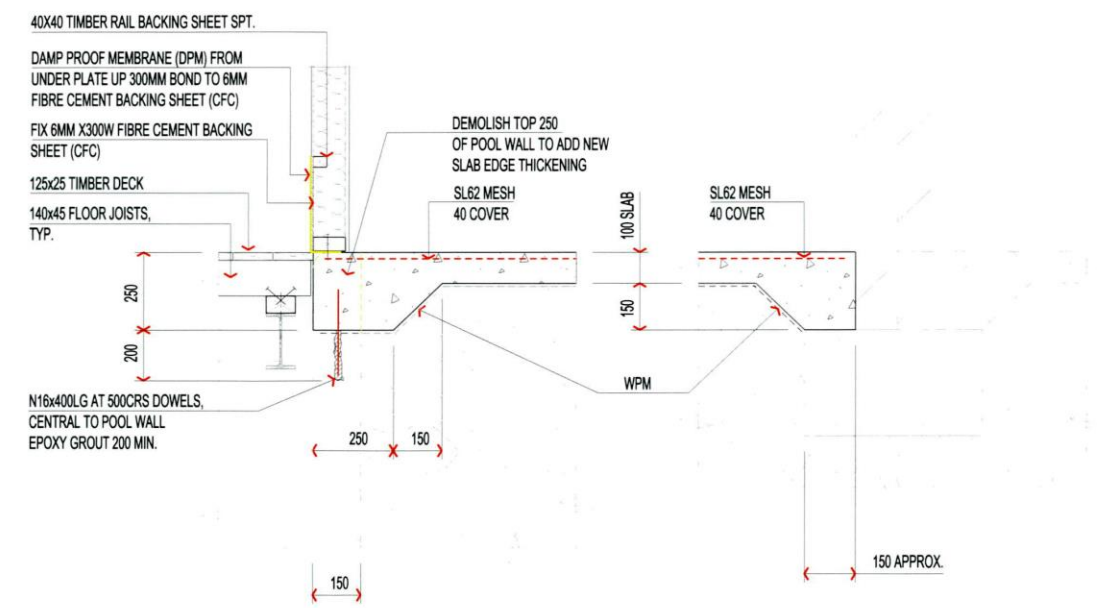 40X40 TIMBER RAIL BACKING SHEET SPT.
DAMP PROOF MEMBRANE (DPM) FROM
UNDER PLATE UP 300MM BOND TO 6MM
FIBRE CEMENT BACKING SHEET (CFC)
FIX 6MM X300W FIBRE CEMENT BACKING
SHEET (CFC)
125x25 TIMBER DECK
140x45 FLOOR JOISTS,
TYP.
DEMOLISH TOP 250
OF POOL WALL TO ADD NEW
SLAB EDGE THICKENING
SL62 MESH
40 COVER
100 SLAB
SL62 MESH
40 COVER
250
150
200
WPM
N16x400LG AT 500CRS DOWELS,
CENTRAL TO POOL WALL
EPOXY GROUT 200 MIN.
250
150
150 APPROX.
150